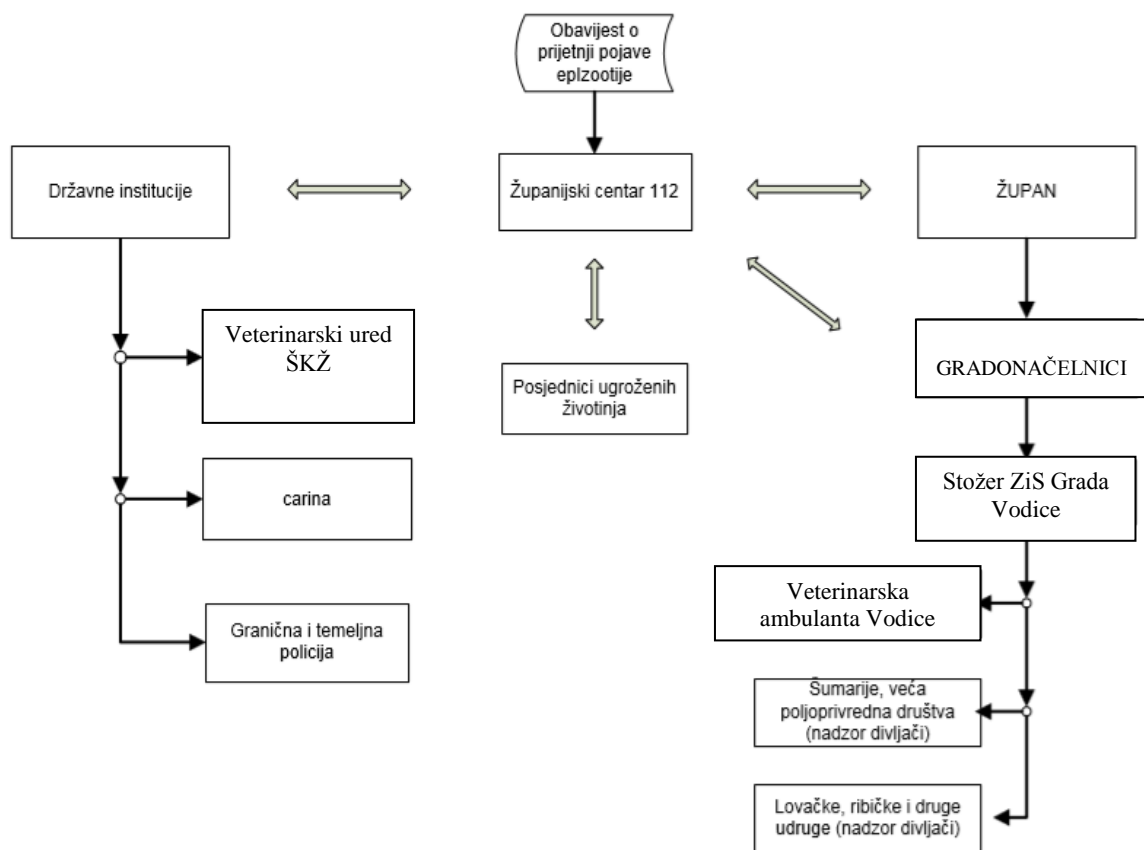 Obavijest o
prijetnji pojave
eplzootije
Državne institucije
Županijski centar 112
ŽUPAN
Veterinarski ured
ŠKŽ
GRADONAČELNICI
Posjednici ugroženih
životinja
carina
Stožer ZiS Grada
Vodice
Granična i temeljna
policija
Veterinarska
ambulanta Vodice
Šumarije, veća
poljoprivredna društva
(nadzor divljači)
Lovačke, ribičke i druge
udruge (nadzor divljači)